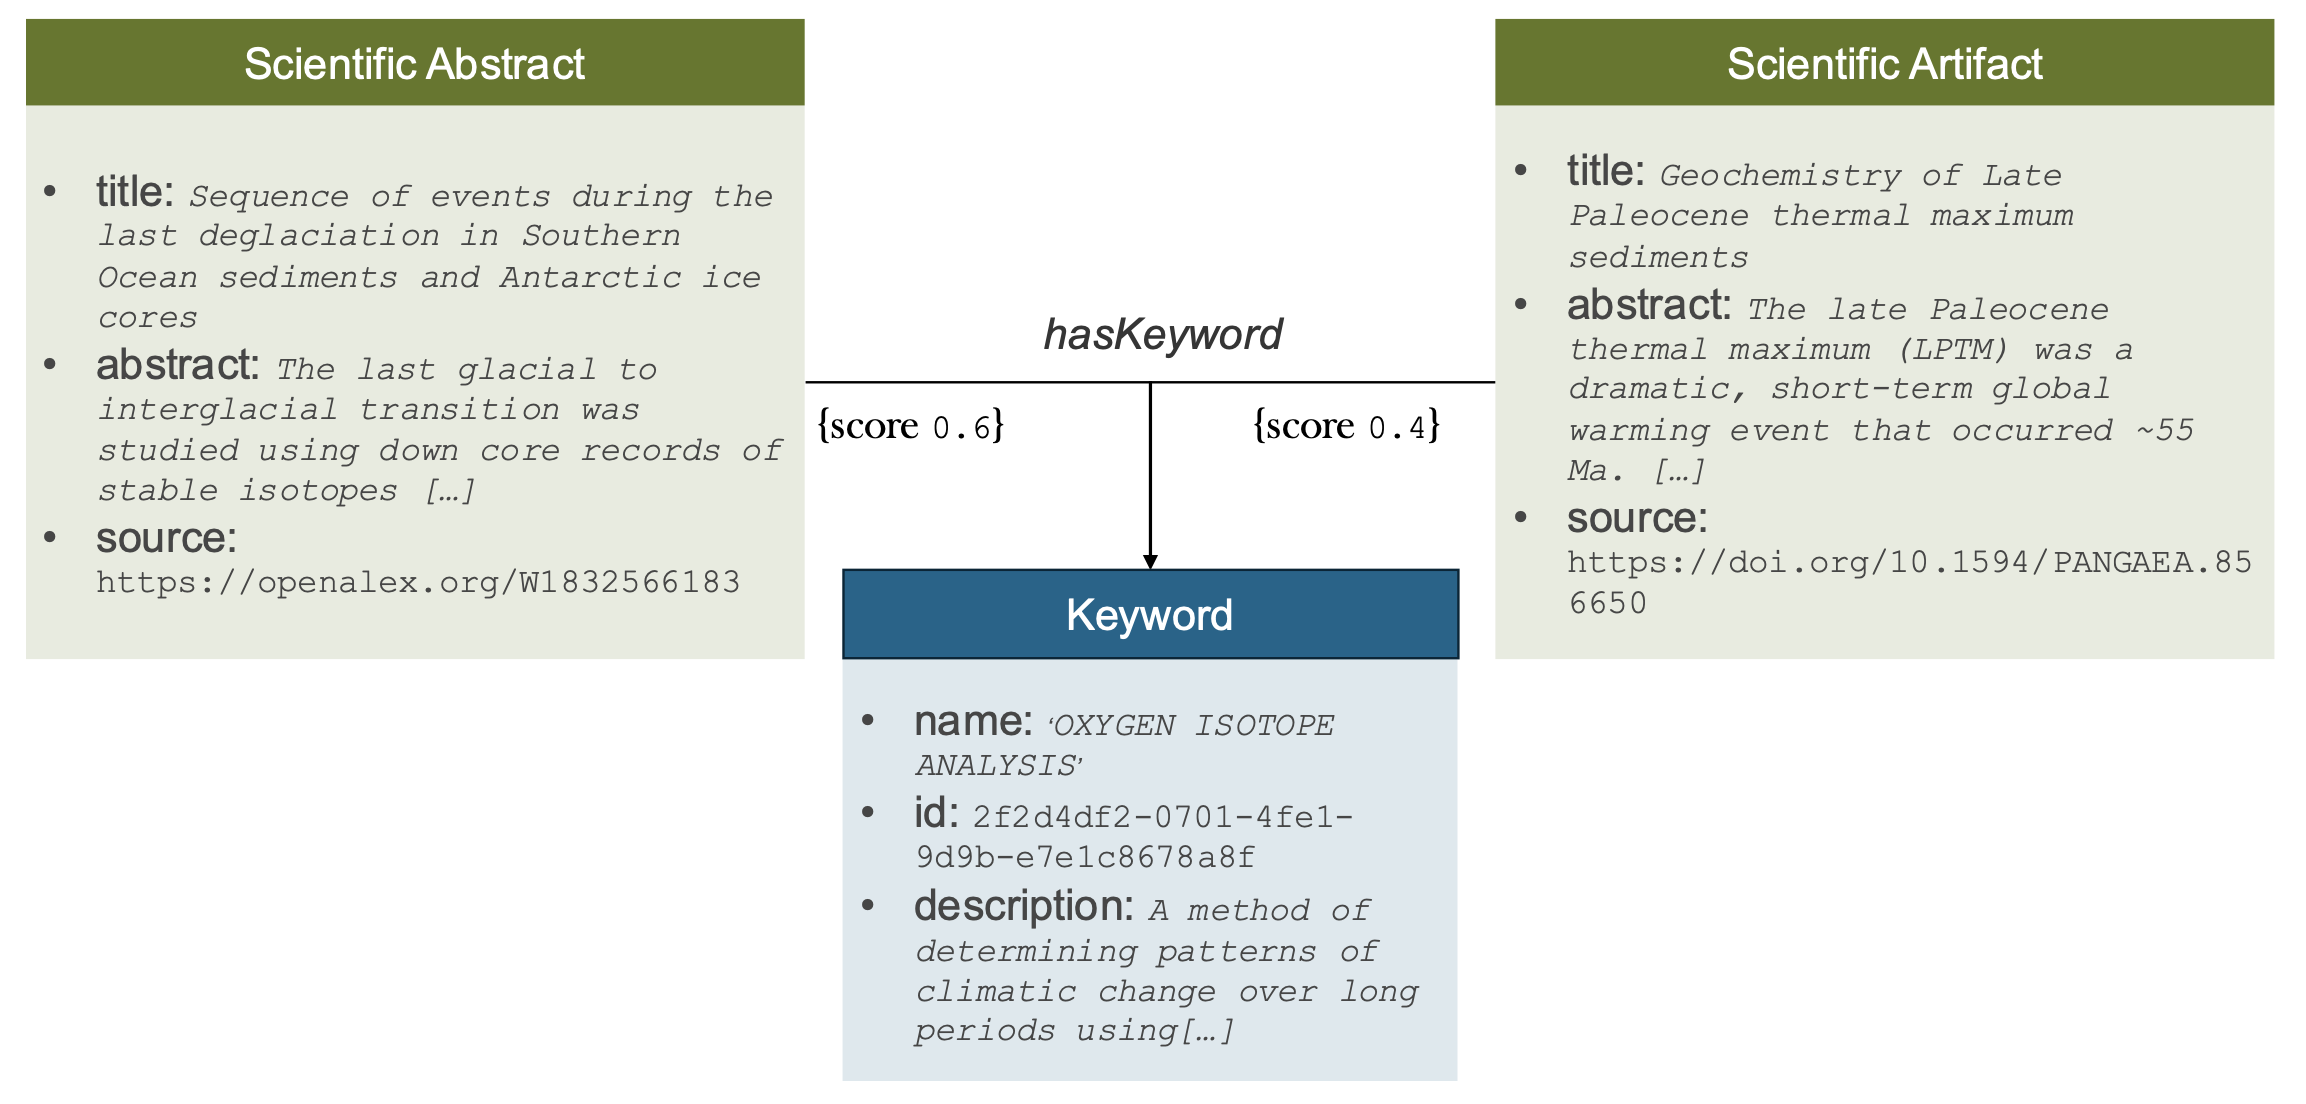 Scientific Abstract
• title: Sequence of events during the
last deglaciation in Southern
Ocean sediments and Antarctic ice
cores
• abstract: The last glacial to
interglacial transition was
studied using down core records of
stable isotopes […]
• source:
https://openalex.org/W1832566183
hasKeyword
{score 0.6}
{score 0.4}
Scientific Artifact
• title: Geochemistry of Late
Paleocene thermal maximum
sediments
• abstract: The late Paleocene
thermal maximum (LPTM) was a
dramatic, short-term global
warming event that occurred ~55
Ma. […]
• source:
https://doi.org/10.1594/PANGAEA.85
6650
Keyword
• name: ‘OXYGEN ISOTOPE
ANALYSIS’
• id: 2f2d4df2-0701-4fe1-
9d9b-e7e1c8678a8f
• description: A method of
determining patterns of
climatic change over long
periods using[…]